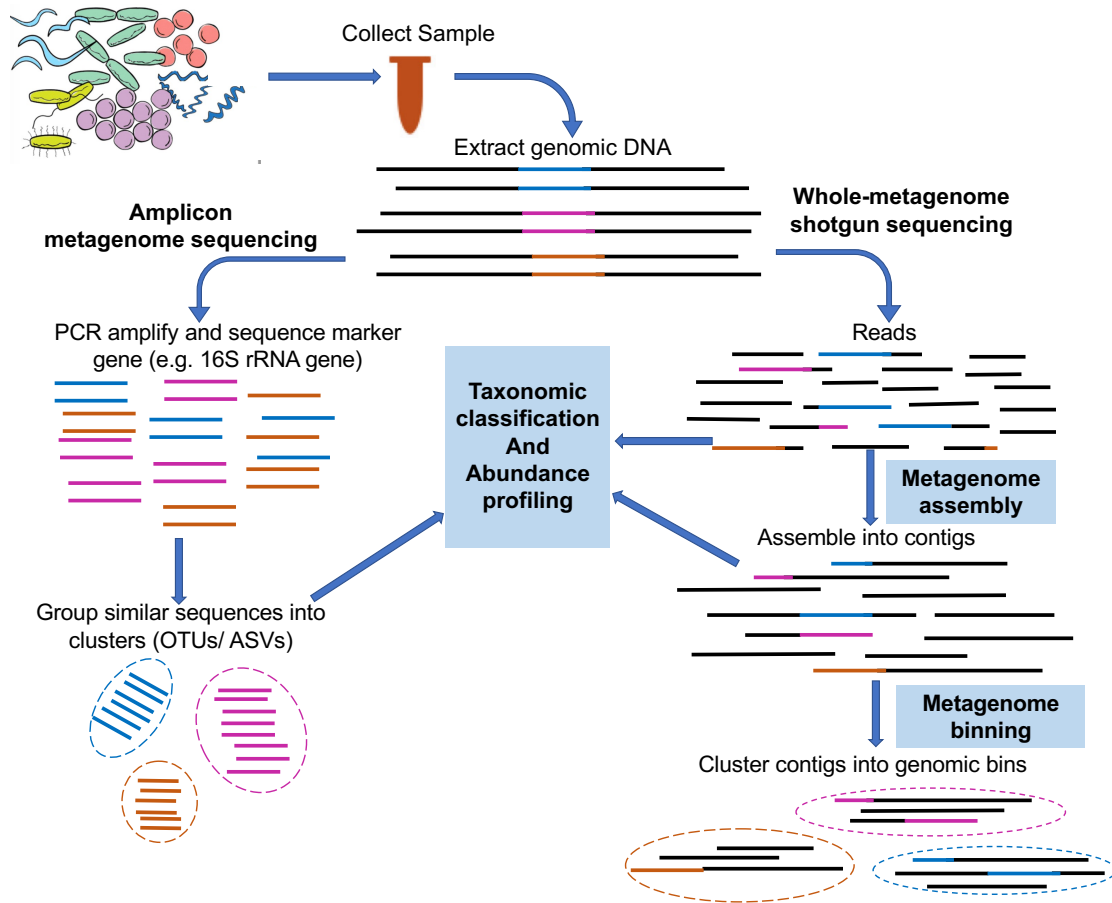 Collect Sample
Extract genomic DNA
Amplicon
metagenome sequencing
Whole-metagenome
shotgun sequencing
PCR amplify and sequence marker
gene (e.g. 16S rRNA gene)
Reads
Taxonomic
classification
And
Abundance
profiling
Metagenome
assembly
Assemble into contigs
Group similar sequences into
clusters (OTUs/ ASVs)
Metagenome
binning
Cluster contigs into genomic bins